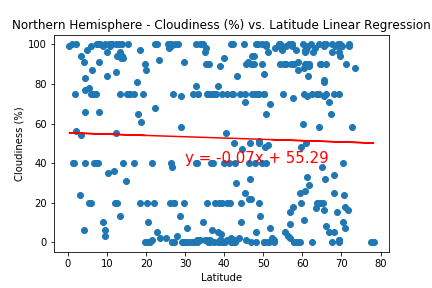 Northern Hemisphere - Cloudiness (%) vs. Latitude Linear Regression
100
80
60
40
20
0
Cloudiness (%)
y = -0.07x + 55.29
0 10 20 30 40 50 60 70 80
Latitude